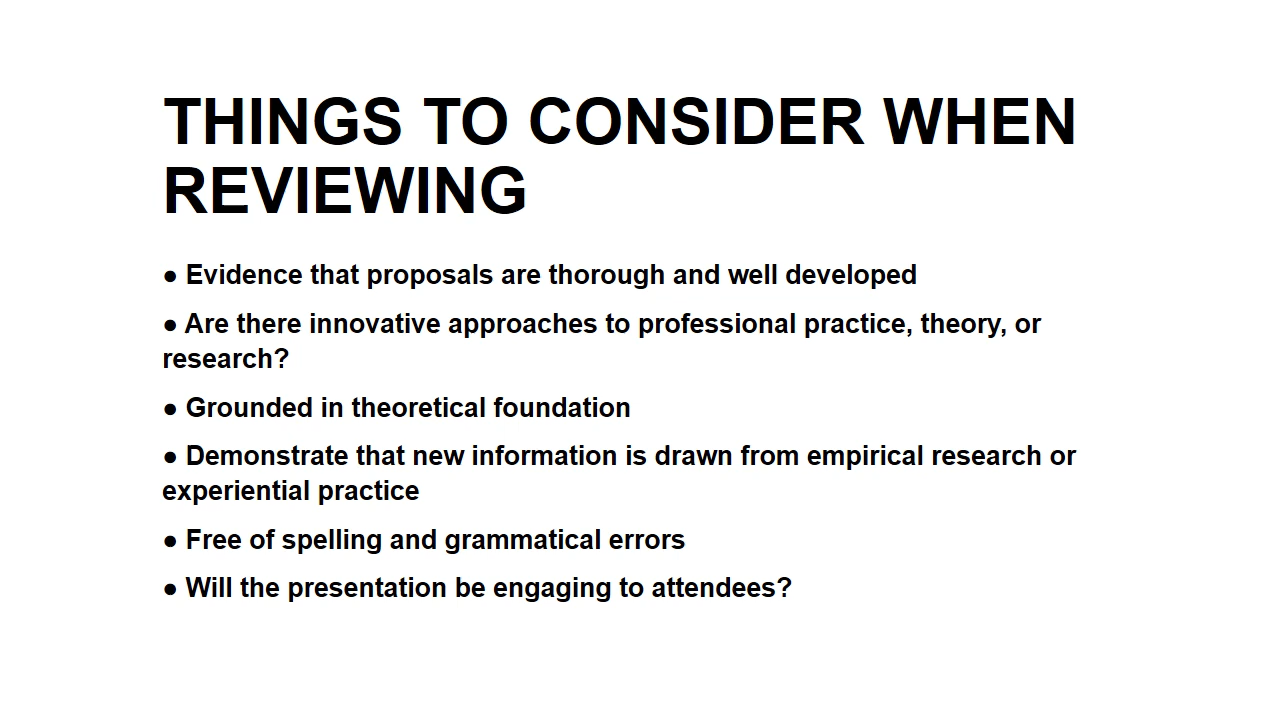 THINGS TO CONSIDER WHEN
REVIEWING
● Evidence that proposals are thorough and well developed
● Are there innovative approaches to professional practice, theory, or
research?
● Grounded in theoretical foundation
● Demonstrate that new information is drawn from empirical research or
experiential practice
● Free of spelling and grammatical errors
● Will the presentation be engaging to attendees?